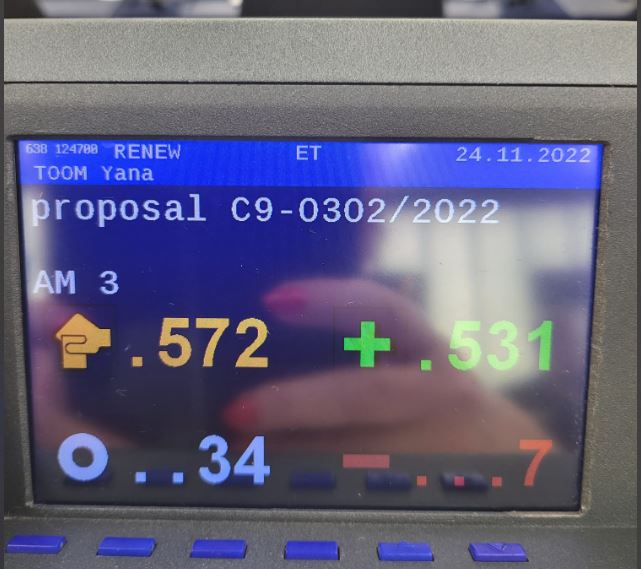 638 124700 RENEW ET 24.11.2022
TOOM Yana
proposal C9-0302/2022
AM 3
.572 + .531
..34 - ...7